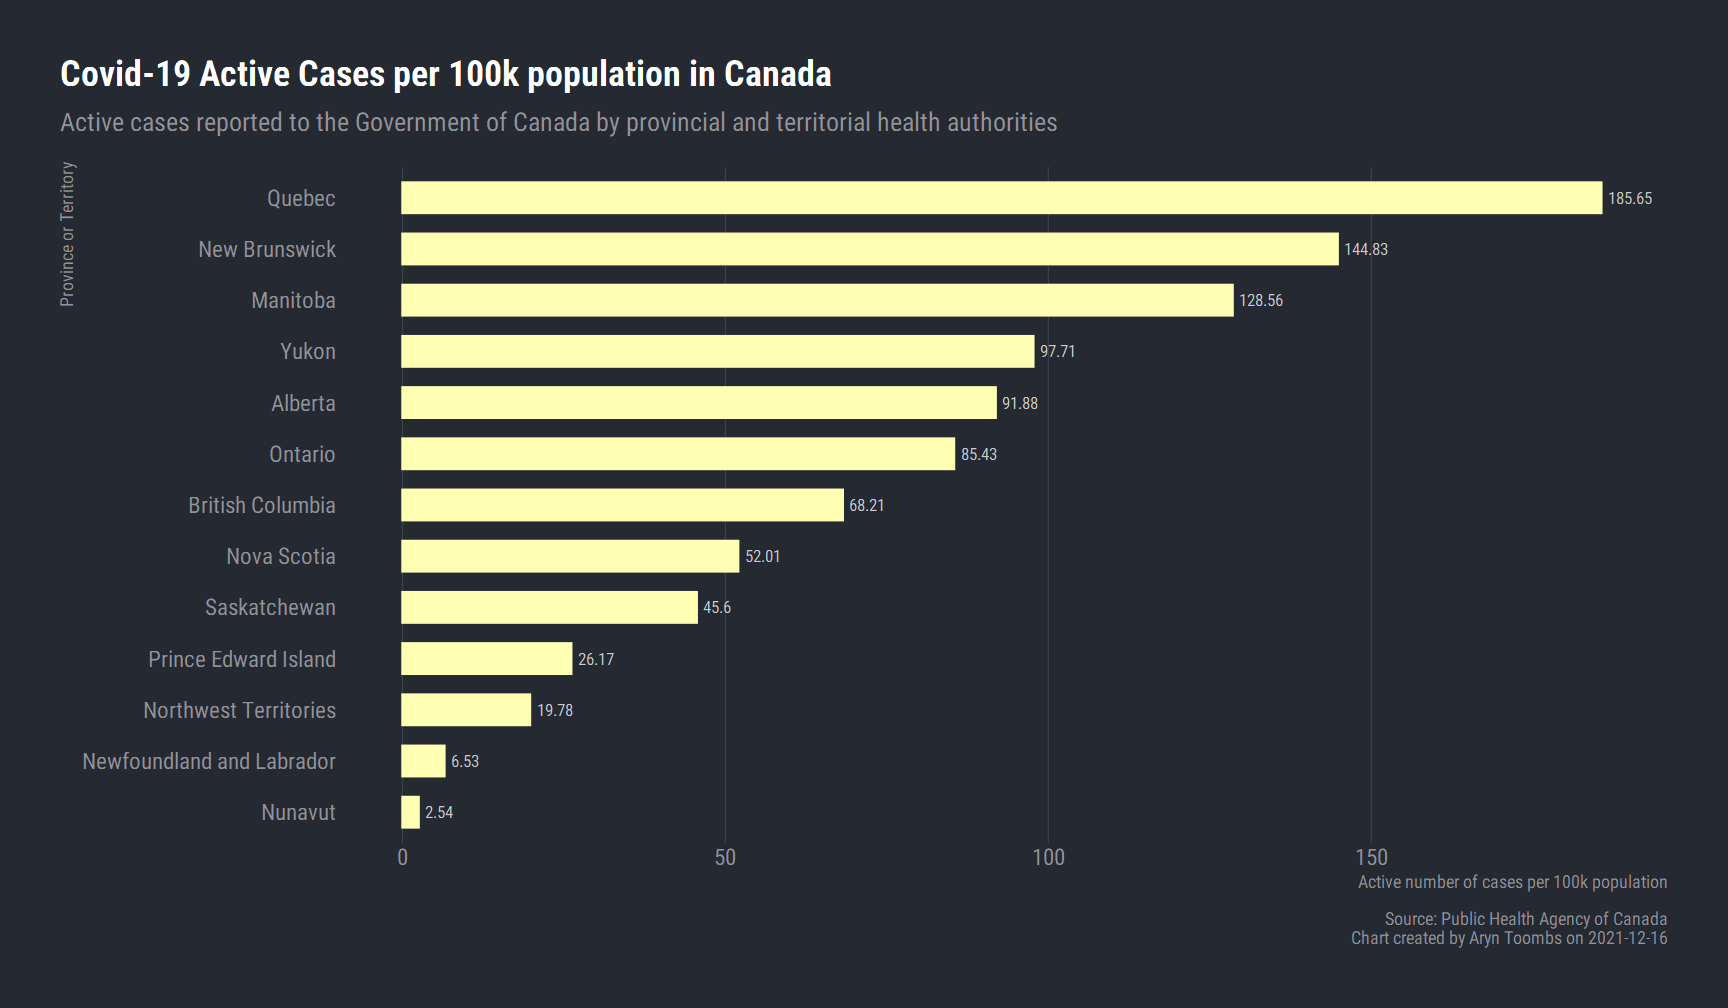 Covid-19 Active Cases per 100k population in Canada
Active cases reported to the Government of Canada by provincial and territorial health authorities
Province or Territory
Quebec 185.65
New Brunswick 144.83
Manitoba 128.56
Yukon 97.71
Alberta 91.88
Ontario 85.43
British Columbia 68.21
Nova Scotia 52.01
Saskatchewan 45.6
Prince Edward Island 26.17
Northwest Territories 19.78
Newfoundland and Labrador 6.53
Nunavut 2.54
0 50 100 150
Active number of cases per 100k population
Source: Public Health Agency of Canada
Chart created by Aryn Toombs on 2021-12-16